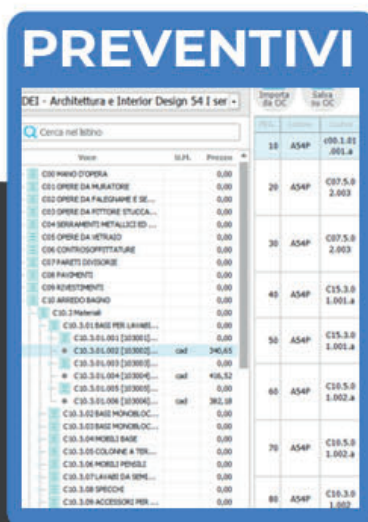 PREVENTIVI
DEI - Architettura e Interior Design 54 I ser
Importa da OC
Salva su OC
Cerca nel listino
Voce U.M. Prezzo
C00 MANO D'OPERA 0,00
C01 OPERE DA MURATORE 0,00
C02 OPERE DA FALEGNAME E SE... 0,00
C03 OPERE DA PITTORE STUCCA... 0,00
C04 SERRAMENTI METALLICI ED ... 0,00
C05 OPERE DA VETRAIO 0,00
C06 CONTROSOFFITTATURE 0,00
C07 PARETI DIVISORIE 0,00
C08 PAVIMENTI 0,00
C09 RIVESTIMENTI 0,00
C10 ARREDO BAGNO 0,00
C10.3 Materiali 0,00
C10.3.01 BASI PER LAVABI... 0,00
C10.3.01.001 [103001]... 0,00
C10.3.01.002 [103002]... cad 340,65
C10.3.01.003 [103003]... 0,00
C10.3.01.004 [103004]... cad 416,52
C10.3.01.005 [103005]... 0,00
C10.3.01.006 [103006]... cad 382,18
C10.3.02 BASI MONOBLOC... 0,00
C10.3.03 BASI MONOBLOC... 0,00
C10.3.04 MOBILI BASE 0,00
C10.3.05 COLONNE A TER... 0,00
C10.3.06 MOBILI PENSILI 0,00
C10.3.07 LAVABI DA SEMI... 0,00
C10.3.08 SPECCHI 0,00
C10.3.09 ACCESSORI PER ... 0,00
10 A54P c00.1.01
.001.a
20 A54P C07.5.0
2.003
30 A54P C07.5.0
2.003
40 A54P C15.3.0
1.001.a
50 A54P C15.3.0
1.001.a
60 A54P C10.5.0
1.002.a
70 A54P C10.5.0
1.002.a
80 A54P C16.3.0
1.002